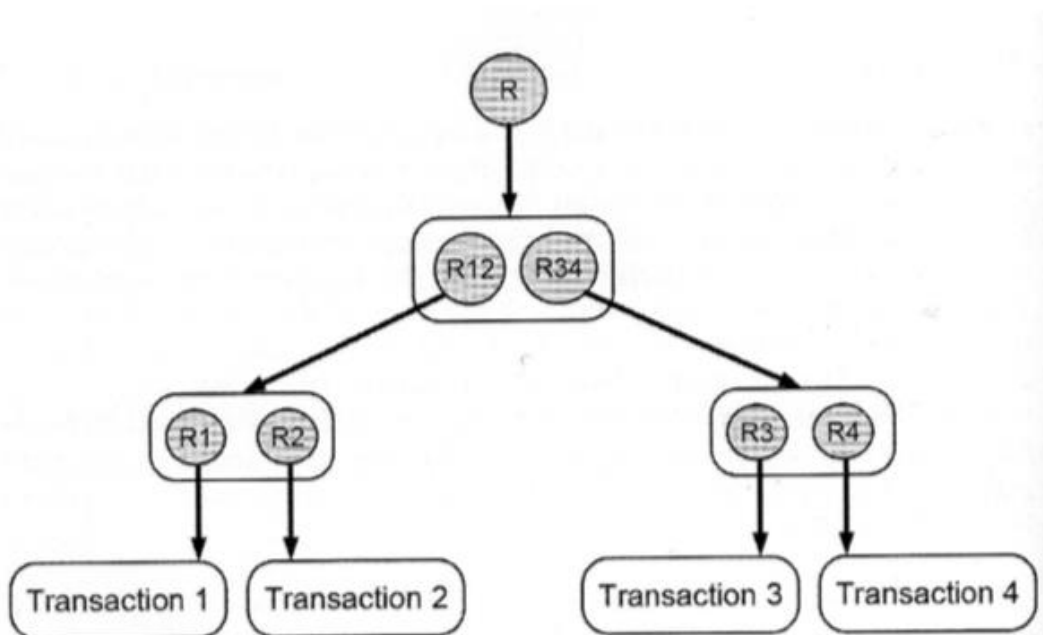 R
R12 R34
R1 R2 R3 R4
Transaction 1 Transaction 2 Transaction 3 Transaction 4